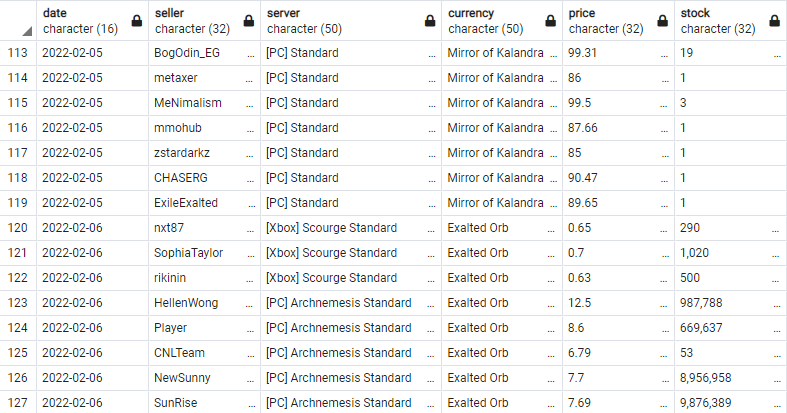 date seller server currency price stock
character (16) character (32) character (50) character (50) character (32) character (32)
113 2022-02-05 BogOdin_EG ... [PC] Standard ... Mirror of Kalandra ... 99.31 ... 19 ...
114 2022-02-05 metaxer ... [PC] Standard ... Mirror of Kalandra ... 86 ... 1 ...
115 2022-02-05 MeNimalism ... [PC] Standard ... Mirror of Kalandra ... 99.5 ... 3 ...
116 2022-02-05 mmohub ... [PC] Standard ... Mirror of Kalandra ... 87.66 ... 1 ...
117 2022-02-05 zstardarkz ... [PC] Standard ... Mirror of Kalandra ... 85 ... 1 ...
118 2022-02-05 CHASERG ... [PC] Standard ... Mirror of Kalandra ... 90.47 ... 1 ...
119 2022-02-05 ExileExalted ... [PC] Standard ... Mirror of Kalandra ... 89.65 ... 1 ...
120 2022-02-06 nxt87 ... [Xbox] Scourge Standard ... Exalted Orb ... 0.65 ... 290 ...
121 2022-02-06 SophiaTaylor ... [Xbox] Scourge Standard ... Exalted Orb ... 0.7 ... 1,020 ...
122 2022-02-06 rikinin ... [Xbox] Scourge Standard ... Exalted Orb ... 0.63 ... 500 ...
123 2022-02-06 HellenWong ... [PC] Archnemesis Standard ... Exalted Orb ... 12.5 ... 987,788 ...
124 2022-02-06 Player ... [PC] Archnemesis Standard ... Exalted Orb ... 8.6 ... 669,637 ...
125 2022-02-06 CNLTeam ... [PC] Archnemesis Standard ... Exalted Orb ... 6.79 ... 53 ...
126 2022-02-06 NewSunny ... [PC] Archnemesis Standard ... Exalted Orb ... 7.7 ... 8,956,958 ...
127 2022-02-06 SunRise ... [PC] Archnemesis Standard ... Exalted Orb ... 7.69 ... 9,876,389 ...